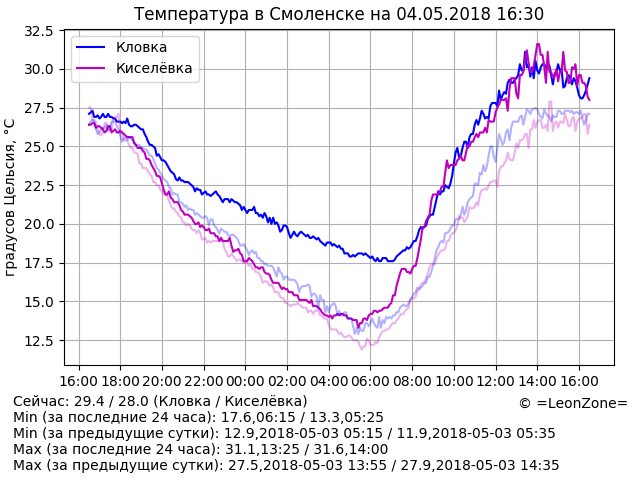 Температура в Смоленске на 04.05.2018 16:30
градусов Цельсия, °C
32.5
30.0
27.5
25.0
22.5
20.0
17.5
15.0
12.5
Кловка
Киселёвка
16:00 18:00 20:00 22:00 00:00 02:00 04:00 06:00 08:00 10:00 12:00 14:00 16:00
Сейчас: 29.4 / 28.0 (Кловка / Киселёвка)
© =LeonZone=
Min (за последние 24 часа): 17.6,06:15 / 13.3,05:25
Min (за предыдущие сутки): 12.9,2018-05-03 05:15 / 11.9,2018-05-03 05:35
Max (за последние 24 часа): 31.1,13:25 / 31.6,14:00
Max (за предыдущие сутки): 27.5,2018-05-03 13:55 / 27.9,2018-05-03 14:35